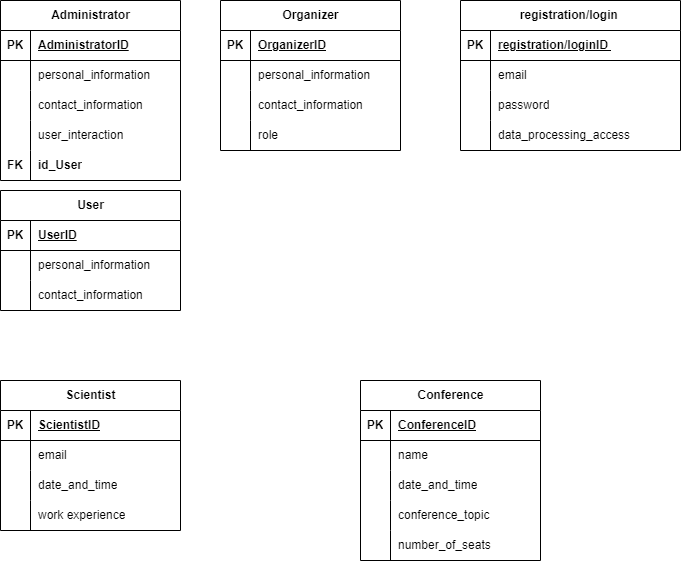 Administrator
PK AdministratorID
personal_information
contact_information
user_interaction
FK id_User
Organizer
PK OrganizerID
personal_information
contact_information
role
registration/login
PK registration/loginID
email
password
data_processing_access
User
PK UserID
personal_information
contact_information
Scientist
PK ScientistID
email
date_and_time
work experience
Conference
PK ConferenceID
name
date_and_time
conference_topic
number_of_seats